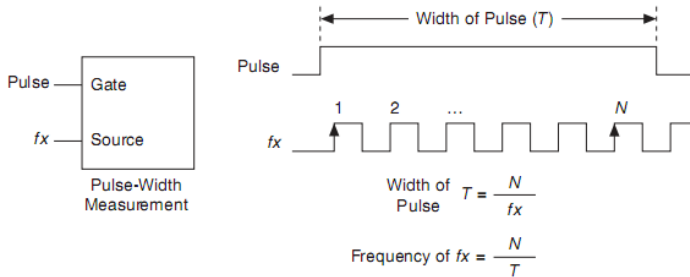 Width of Pulse (T)
Pulse
Gate
Pulse
1 2 ... N
fx
Source
fx
Pulse-Width
Measurement
Width of
Pulse
T = N / fx
Frequency of fx = N / T